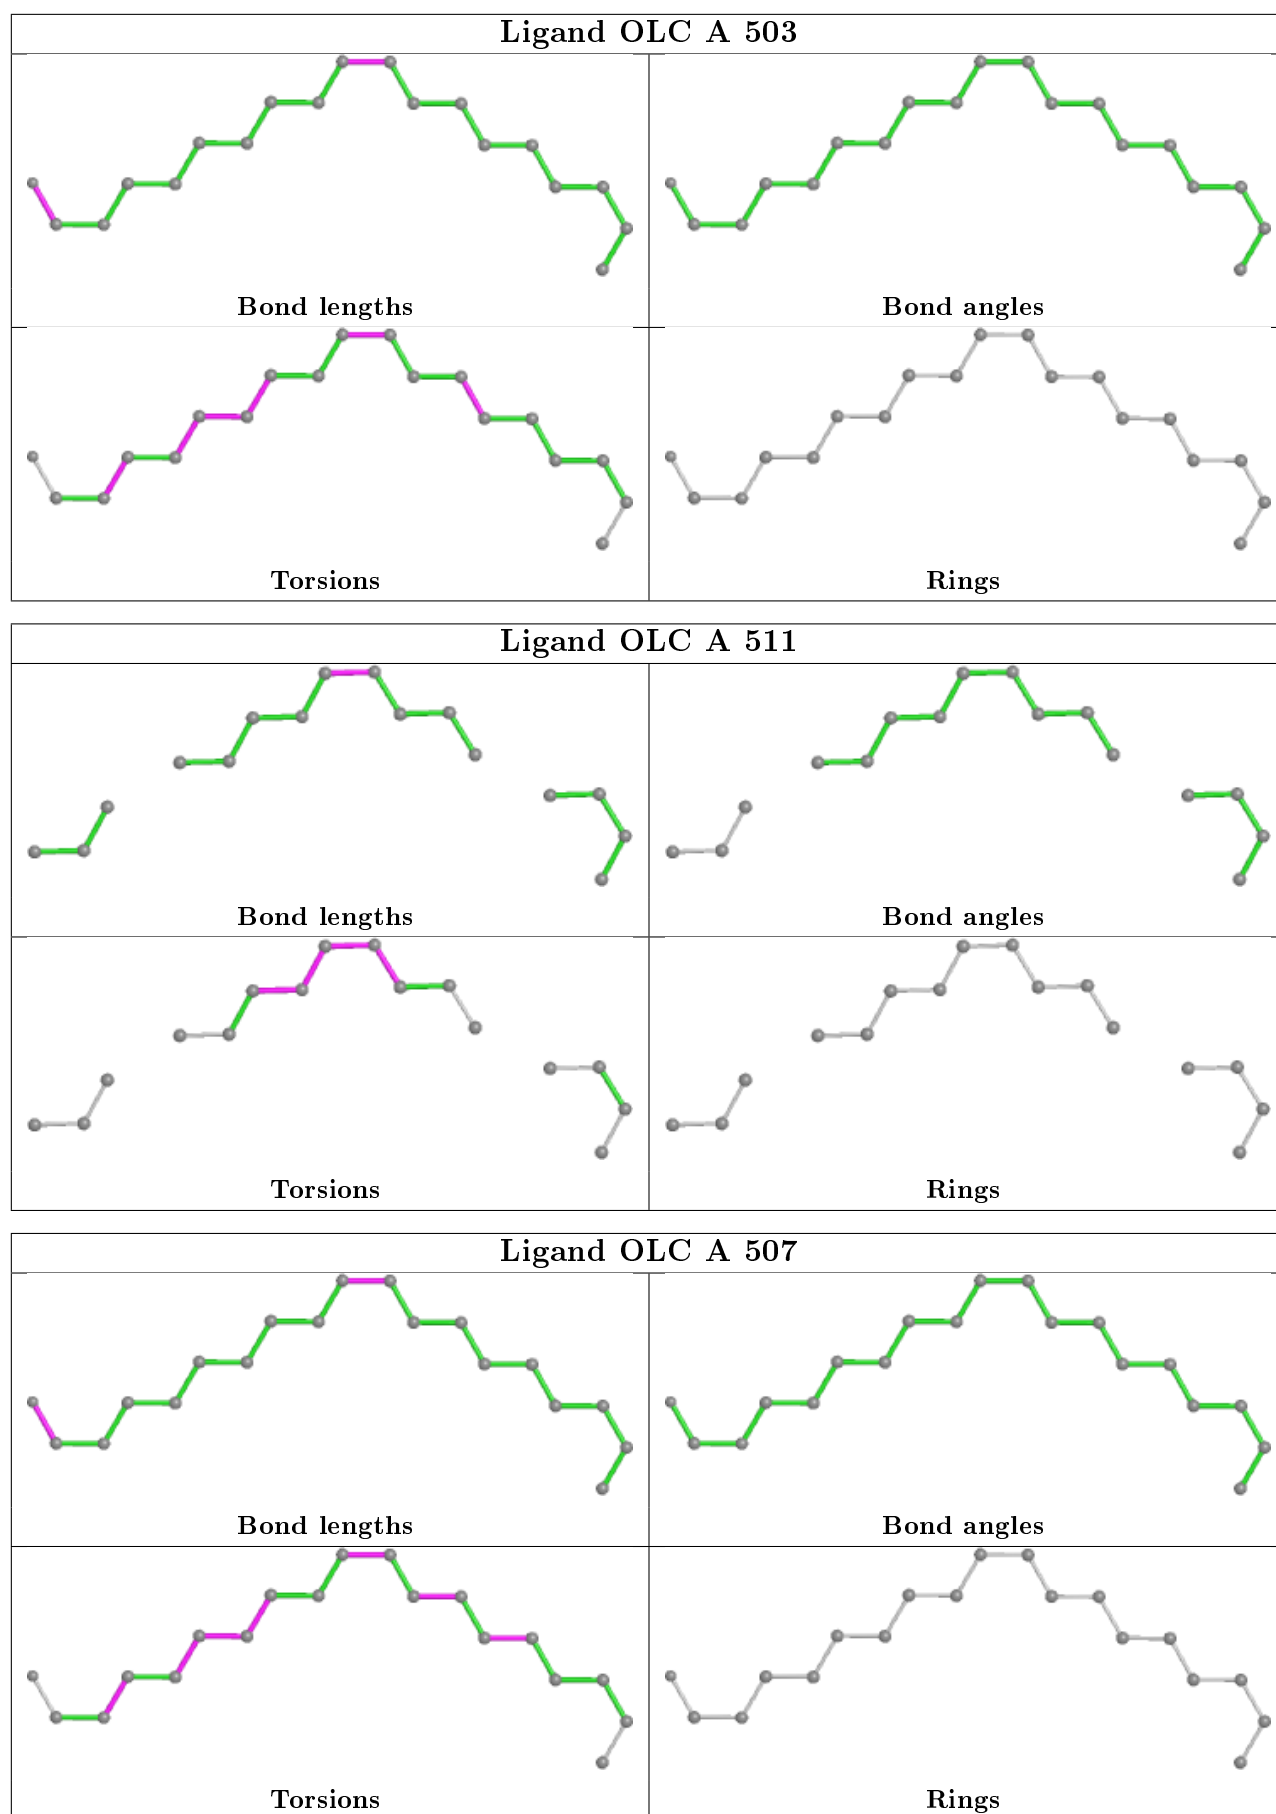 Ligand OLC A 503
Bond lengths
Bond angles
Torsions
Rings
Ligand OLC A 511
Bond lengths
Bond angles
Torsions
Rings
Ligand OLC A 507
Bond lengths
Bond angles
Torsions
Rings